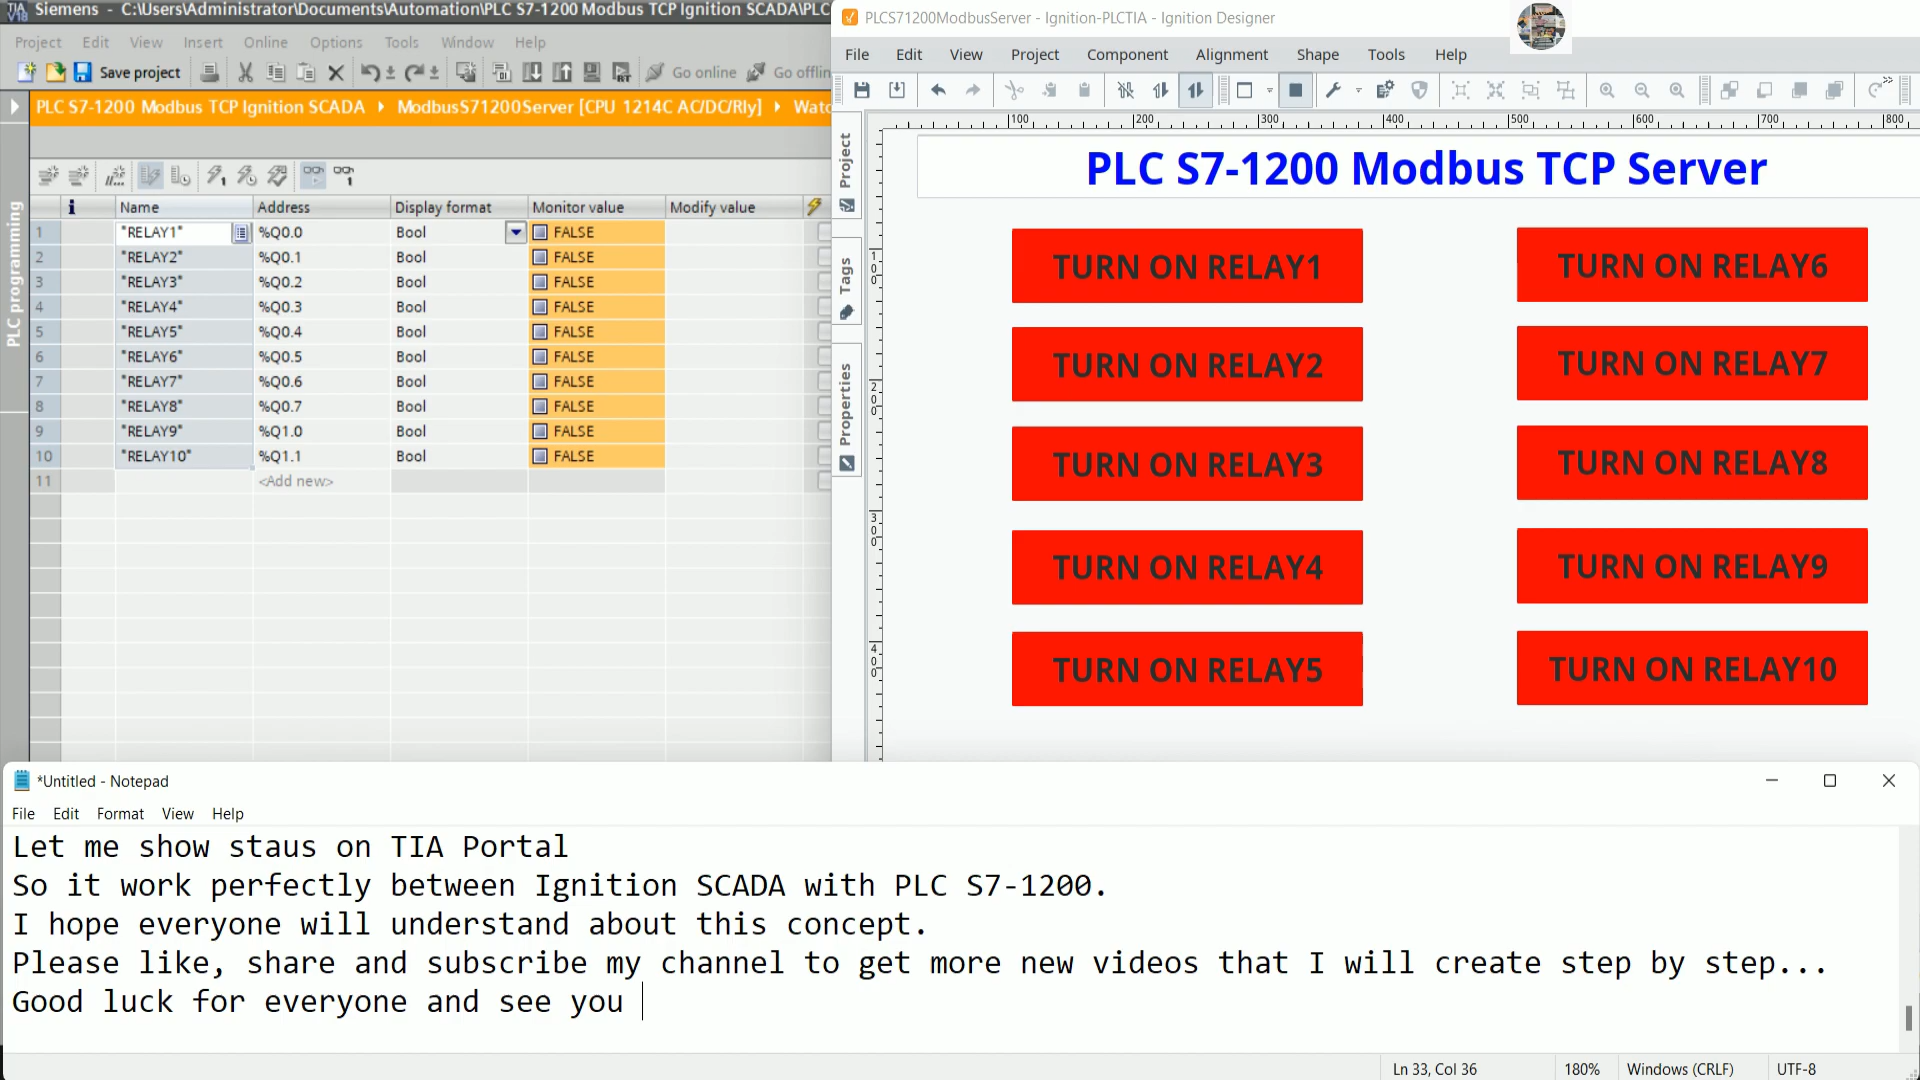 Siemens - C:\Users\Administrator\Documents\Automation\PLC S7-1200 Modbus TCP Ignition SCADA\PLC
Project Edit View Insert Online Options Tools Window Help
Save project Go online Go offlin
PLC S7-1200 Modbus TCP Ignition SCADA ModbusS71200Server [CPU 1214C AC/DC/Rly] Watc
PLC programming
i Name Address Display format Monitor value Modify value
1 "RELAY1" %Q0.0 Bool FALSE
2 "RELAY2" %Q0.1 Bool FALSE
3 "RELAY3" %Q0.2 Bool FALSE
4 "RELAY4" %Q0.3 Bool FALSE
5 "RELAY5" %Q0.4 Bool FALSE
6 "RELAY6" %Q0.5 Bool FALSE
7 "RELAY7" %Q0.6 Bool FALSE
8 "RELAY8" %Q0.7 Bool FALSE
9 "RELAY9" %Q1.0 Bool FALSE
10 "RELAY10" %Q1.1 Bool FALSE
11 <Add new>
PLCS71200ModbusServer - Ignition-PLCTIA - Ignition Designer
File Edit View Project Component Alignment Shape Tools Help
100 200 300 400 500 600 700 800
Project
Tags
Properties
100
200
300
400
PLC S7-1200 Modbus TCP Server
TURN ON RELAY1 TURN ON RELAY6
TURN ON RELAY2 TURN ON RELAY7
TURN ON RELAY3 TURN ON RELAY8
TURN ON RELAY4 TURN ON RELAY9
TURN ON RELAY5 TURN ON RELAY10
*Untitled - Notepad
File Edit Format View Help
Let me show staus on TIA Portal
So it work perfectly between Ignition SCADA with PLC S7-1200.
I hope everyone will understand about this concept.
Please like, share and subscribe my channel to get more new videos that I will create step by step...
Good luck for everyone and see you
Ln 33, Col 36 180% Windows (CRLF) UTF-8